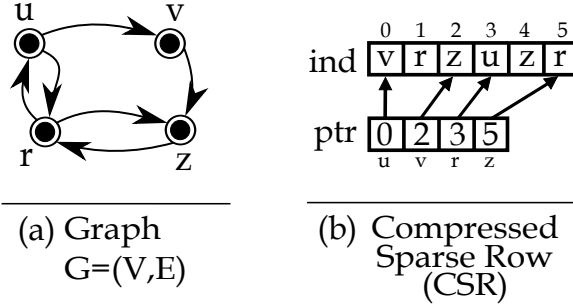 u v
r z
0 1 2 3 4 5
ind v r z u z r
ptr 0 2 3 5
u v r z
(a) Graph
G=(V,E)
(b) Compressed
Sparse Row
(CSR)